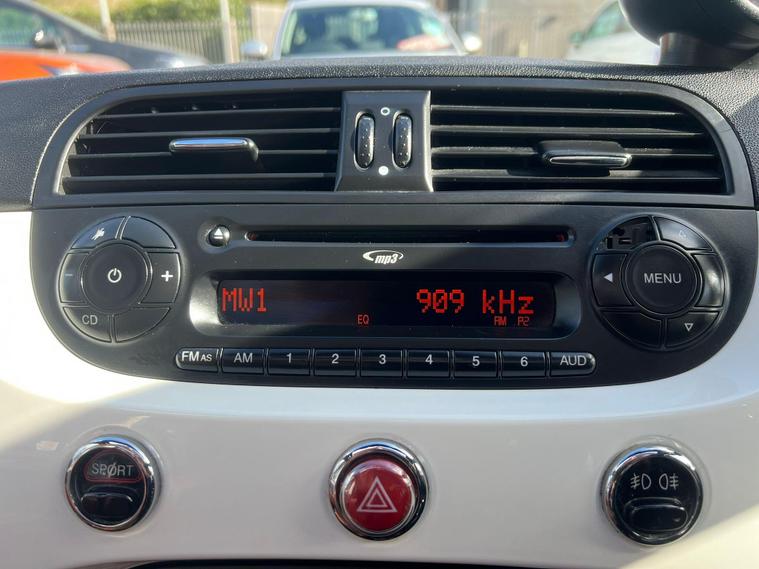 mp3
MW1 909 kHz
EQ AM P2
CD
MENU
FM AS AM 1 2 3 4 5 6 AUD
SPORT